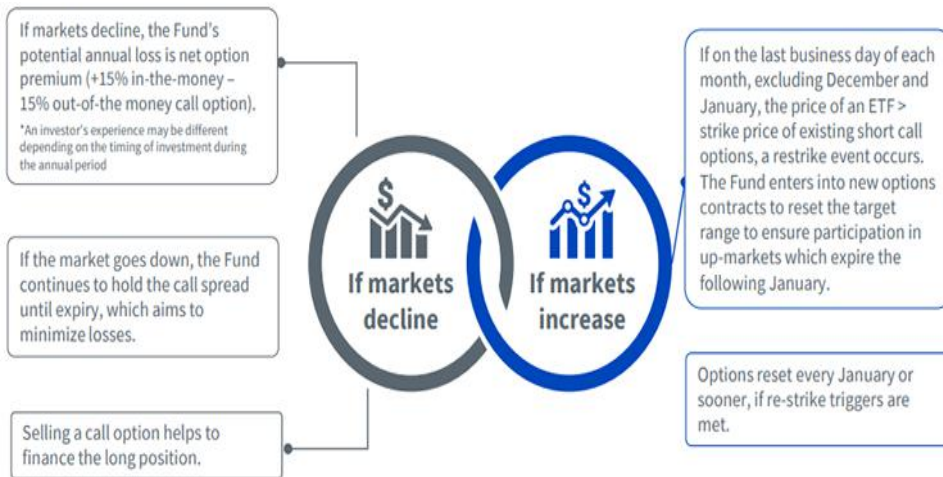 If markets decline, the Fund's
potential annual loss is net option
premium (+15% in-the-money –
15% out-of-the money call option).
*An investor's experience may be different
depending on the timing of investment during
the annual period
If the market goes down, the Fund
continues to hold the call spread
until expiry, which aims to
minimize losses.
Selling a call option helps to
finance the long position.
$
If markets
decline
$
If markets
increase
If on the last business day of each
month, excluding December and
January, the price of an ETF >
strike price of existing short call
options, a restrike event occurs.
The Fund enters into new options
contracts to reset the target
range to ensure participation in
up-markets which expire the
following January.
Options reset every January or
sooner, if re-strike triggers are
met.